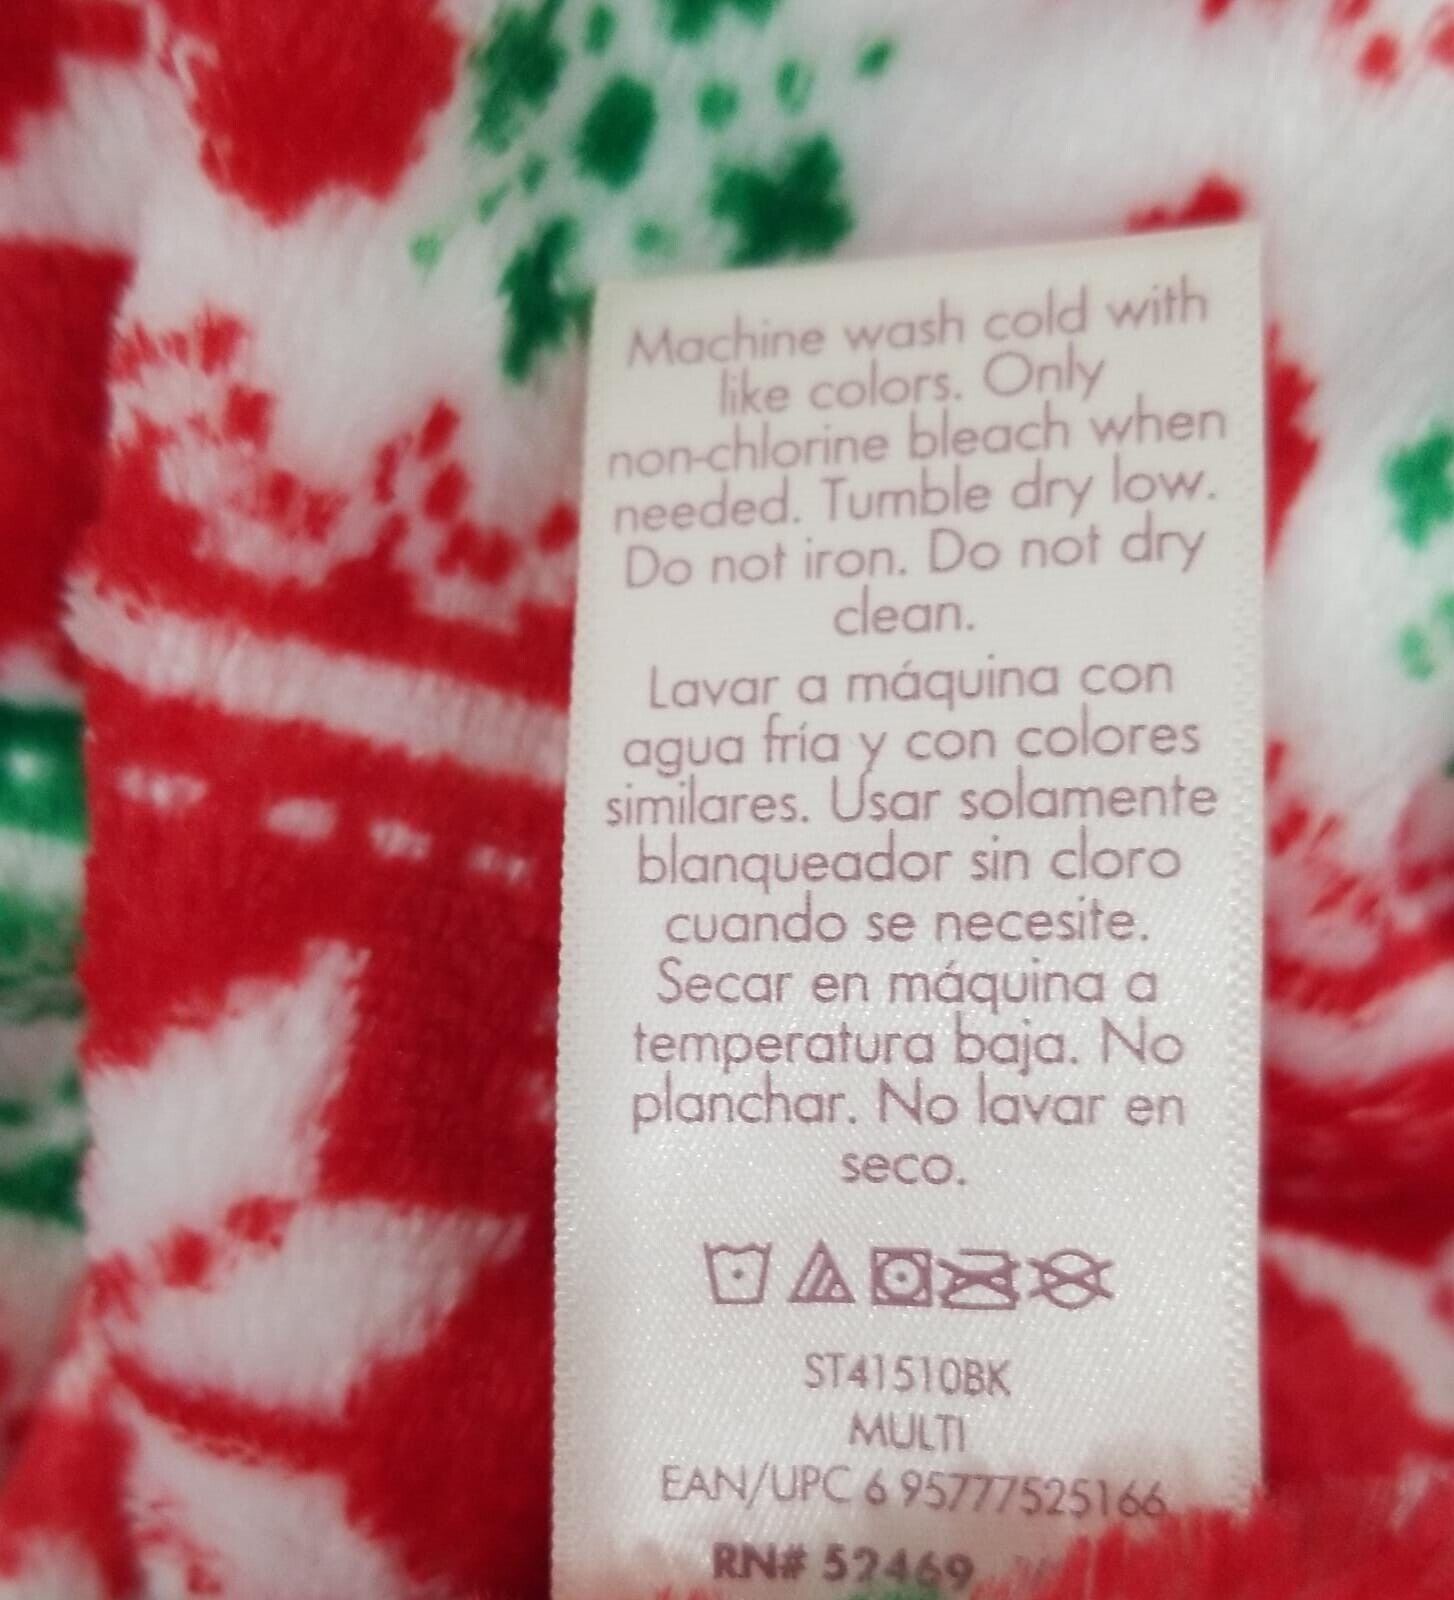 Machine wash cold with
like colors. Only
non-chlorine bleach when
needed. Tumble dry low.
Do not iron. Do not dry
clean.
Lavar a máquina con
agua fría y con colores
similares. Usar solamente
blanqueador sin cloro
cuando se necesite.
Secar en máquina a
temperatura baja. No
planchar. No lavar en
seco.
ST41510BK
MULTI
EAN/UPC 6 95777525166
RN# 52469